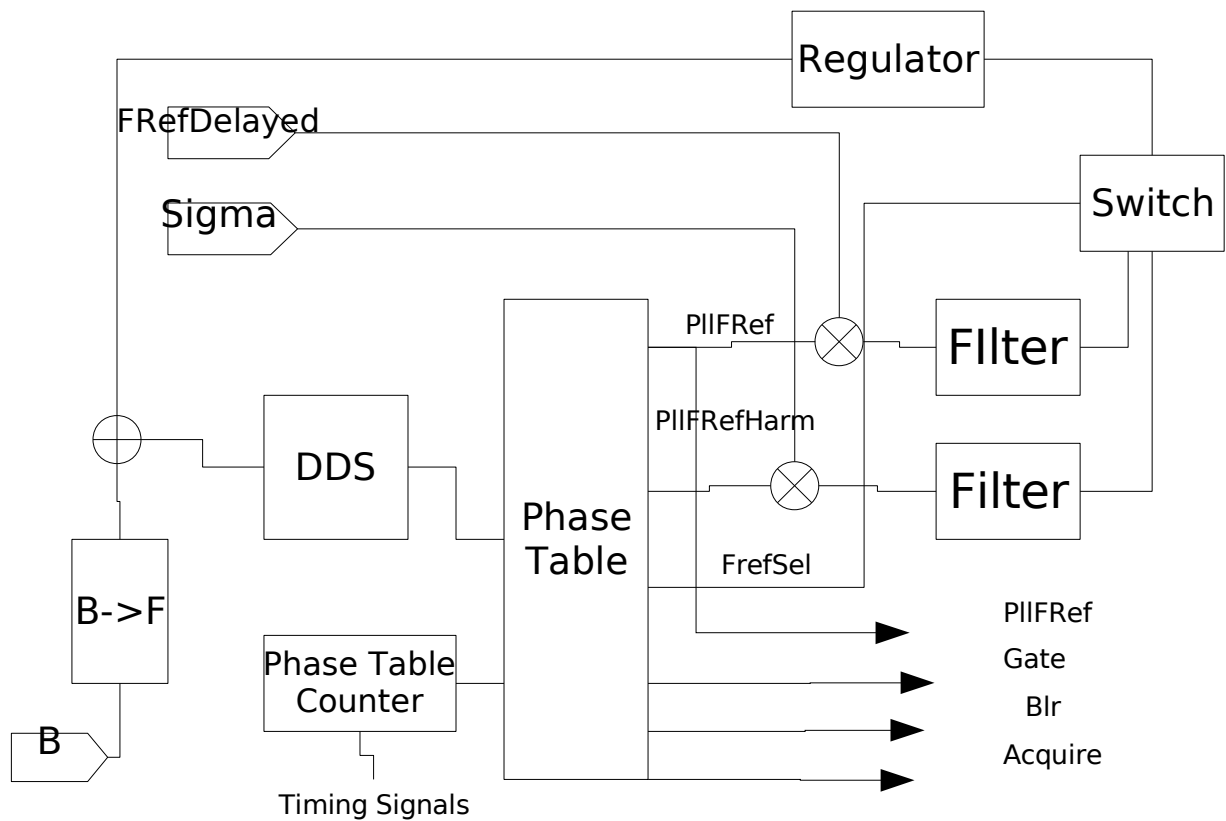 Regulator
FRefDelayed
Switch
Sigma
PllFRef
FIlter
PllFRefHarm
DDS
Filter
Phase
Table
FrefSel
B->F
PllFRef
Phase Table
Counter
Gate
Blr
B
Acquire
Timing Signals